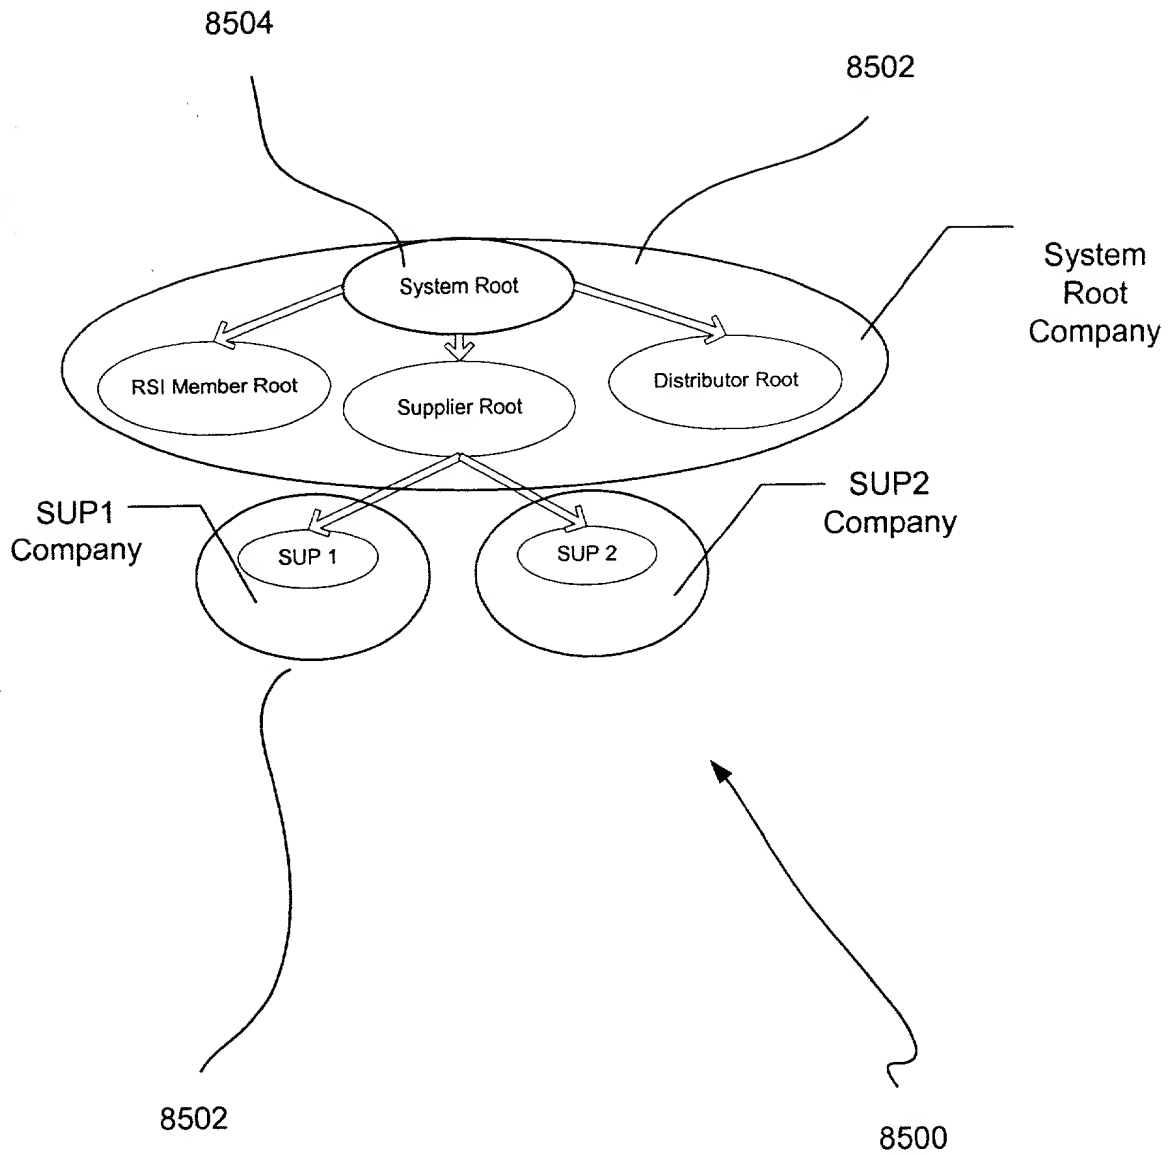 8504
8502
System
Root
Company
System Root
RSI Member Root
Supplier Root
Distributor Root
SUP1
Company
SUP2
Company
SUP 1
SUP 2
8502
8500